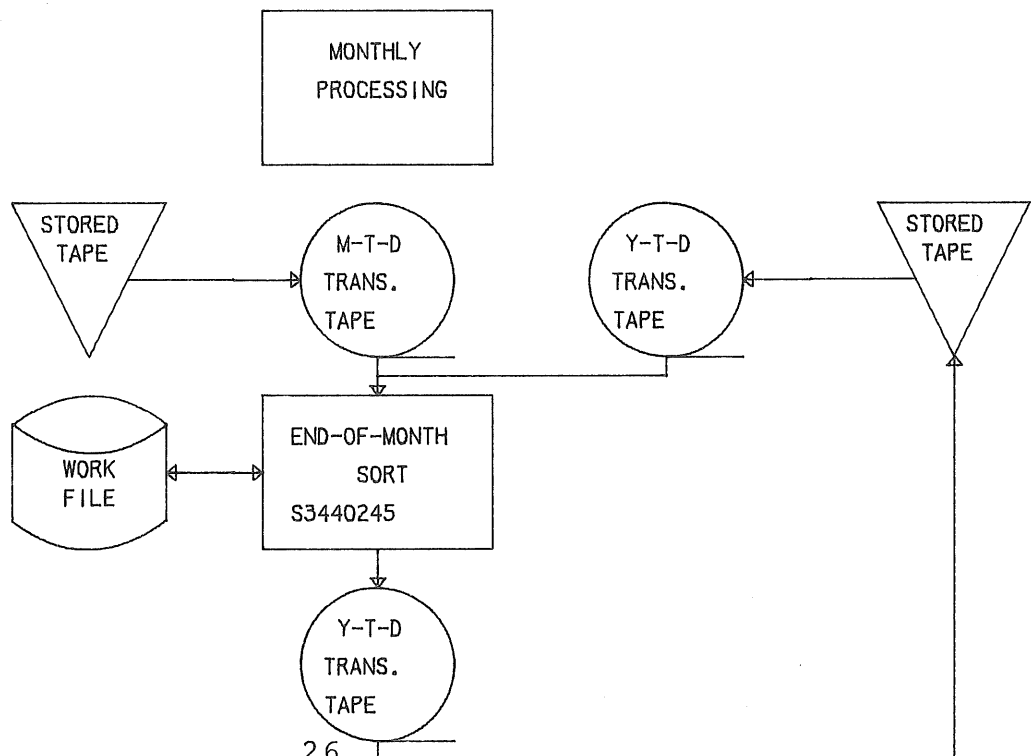 MONTHLY
PROCESSING
STORED
TAPE
M-T-D
TRANS.
TAPE
Y-T-D
TRANS.
TAPE
STORED
TAPE
WORK
FILE
END-OF-MONTH
SORT
S3440245
Y-T-D
TRANS.
TAPE
26